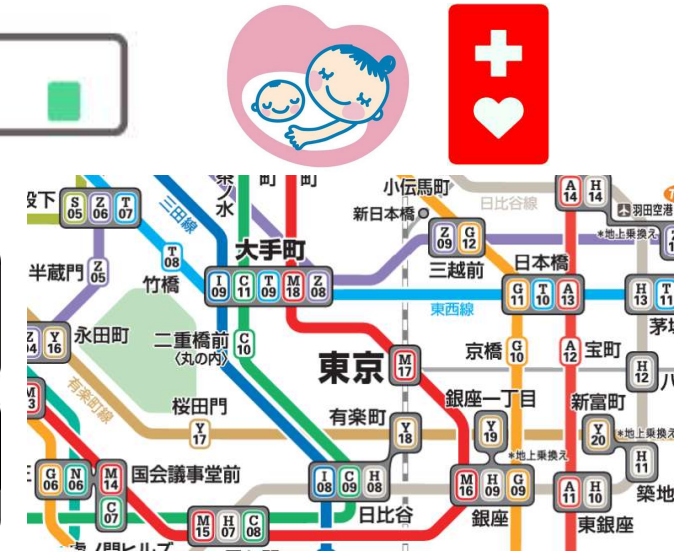 小伝馬町
日比谷線
A 14
H 14
新日本橋
羽田空港
*地上乗換え
S 05
Z 06
T 07
三田線
大手町
Z 09
G 12
三越前
日本橋
半蔵門
Z 05
T 08
竹橋
I 09
C 11
T 09
M 18
Z 08
東西線
G 11
T 10
A 13
H 13
T 11
Y 16
永田町
二重橋前
〈丸の内〉
C 10
東京
M 17
京橋
G 10
A 12
宝町
H 12
有楽町線
桜田門
Y 17
有楽町
Y 18
銀座一丁目
Y 19
新富町
Y 20
*地上乗換え
*地上乗換え
H 11
築地
G 06
N 06
M 14
国会議事堂前
C 07
I 08
C 09
H 08
日比谷
M 16
H 09
G 09
銀座
A 11
H 10
東銀座
M 15
H 07
C 08